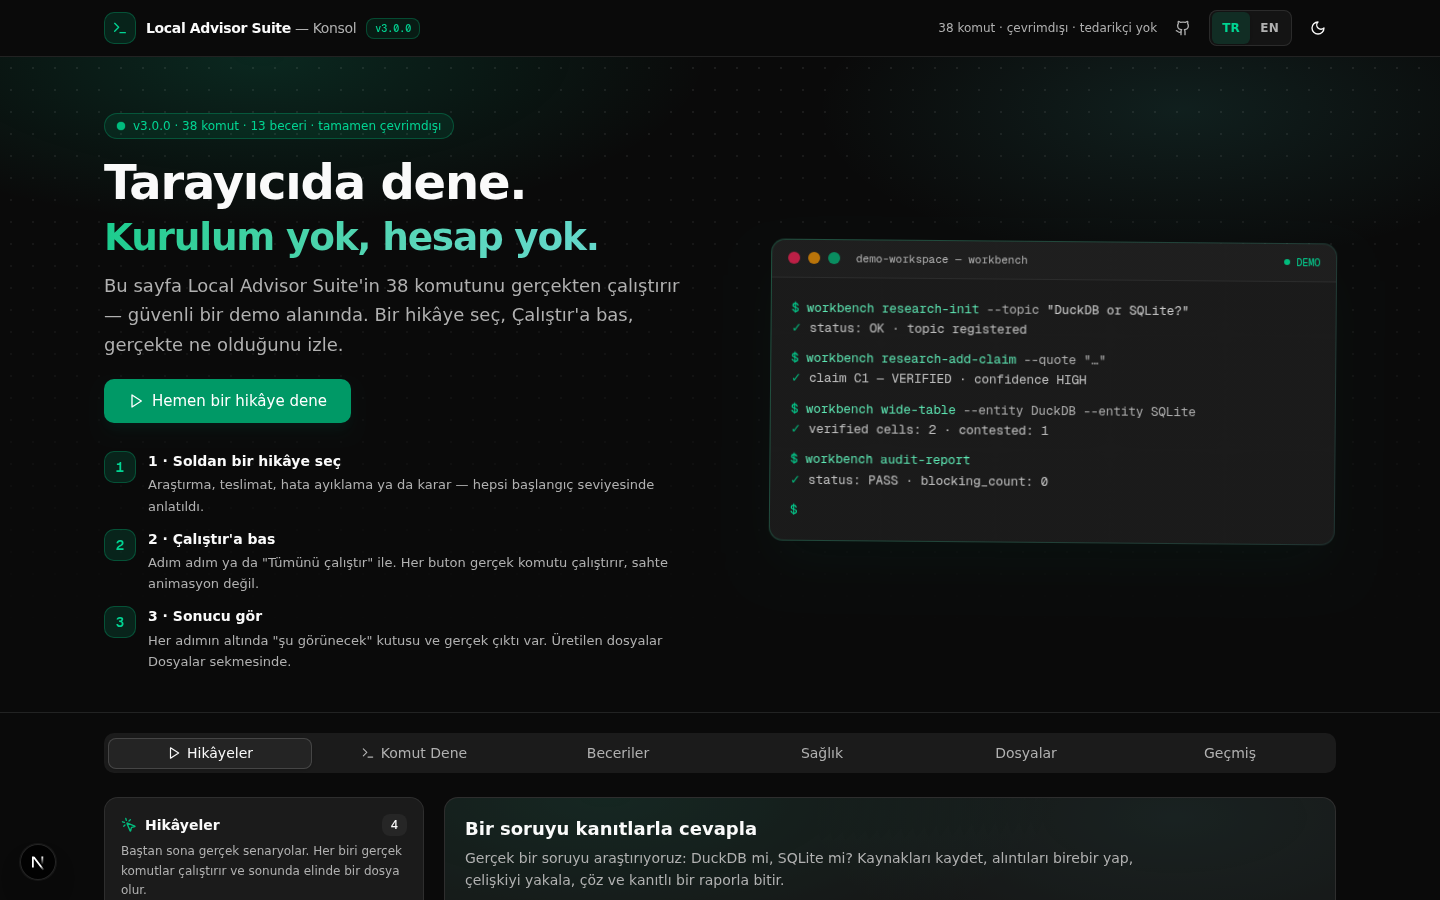 Local Advisor Suite — Konsol v3.0.0
38 komut · çevrimdışı · tedarikçi yok
TR EN
v3.0.0 · 38 komut · 13 beceri · tamamen çevrimdışı
Tarayıcıda dene.
Kurulum yok, hesap yok.
Bu sayfa Local Advisor Suite'in 38 komutunu gerçekten çalıştırır
— güvenli bir demo alanında. Bir hikâye seç, Çalıştır'a bas,
gerçekte ne olduğunu izle.
Hemen bir hikâye dene
1
1 · Soldan bir hikâye seç
Araştırma, teslimat, hata ayıklama ya da karar — hepsi başlangıç seviyesinde
anlatıldı.
2
2 · Çalıştır'a bas
Adım adım ya da "Tümünü çalıştır" ile. Her buton gerçek komutu çalıştırır, sahte
animasyon değil.
3
3 · Sonucu gör
Her adımın altında "şu görünecek" kutusu ve gerçek çıktı var. Üretilen dosyalar
Dosyalar sekmesinde.
demo-workspace — workbench
DEMO
$ workbench research-init --topic "DuckDB or SQLite?"
✓ status: OK · topic registered
$ workbench research-add-claim --quote "…"
✓ claim C1 — VERIFIED · confidence HIGH
$ workbench wide-table --entity DuckDB --entity SQLite
✓ verified cells: 2 · contested: 1
$ workbench audit-report
✓ status: PASS · blocking_count: 0
$
Hikâyeler
Komut Dene
Beceriler
Sağlık
Dosyalar
Geçmiş
Hikâyeler 4
Baştan sona gerçek senaryolar. Her biri gerçek
komutlar çalıştırır ve sonunda elinde bir dosya
olur.
Bir soruyu kanıtlarla cevapla
Gerçek bir soruyu araştırıyoruz: DuckDB mi, SQLite mi? Kaynakları kaydet, alıntıları birebir yap,
çelişkiyi yakala, çöz ve kanıtlı bir raporla bitir.
N